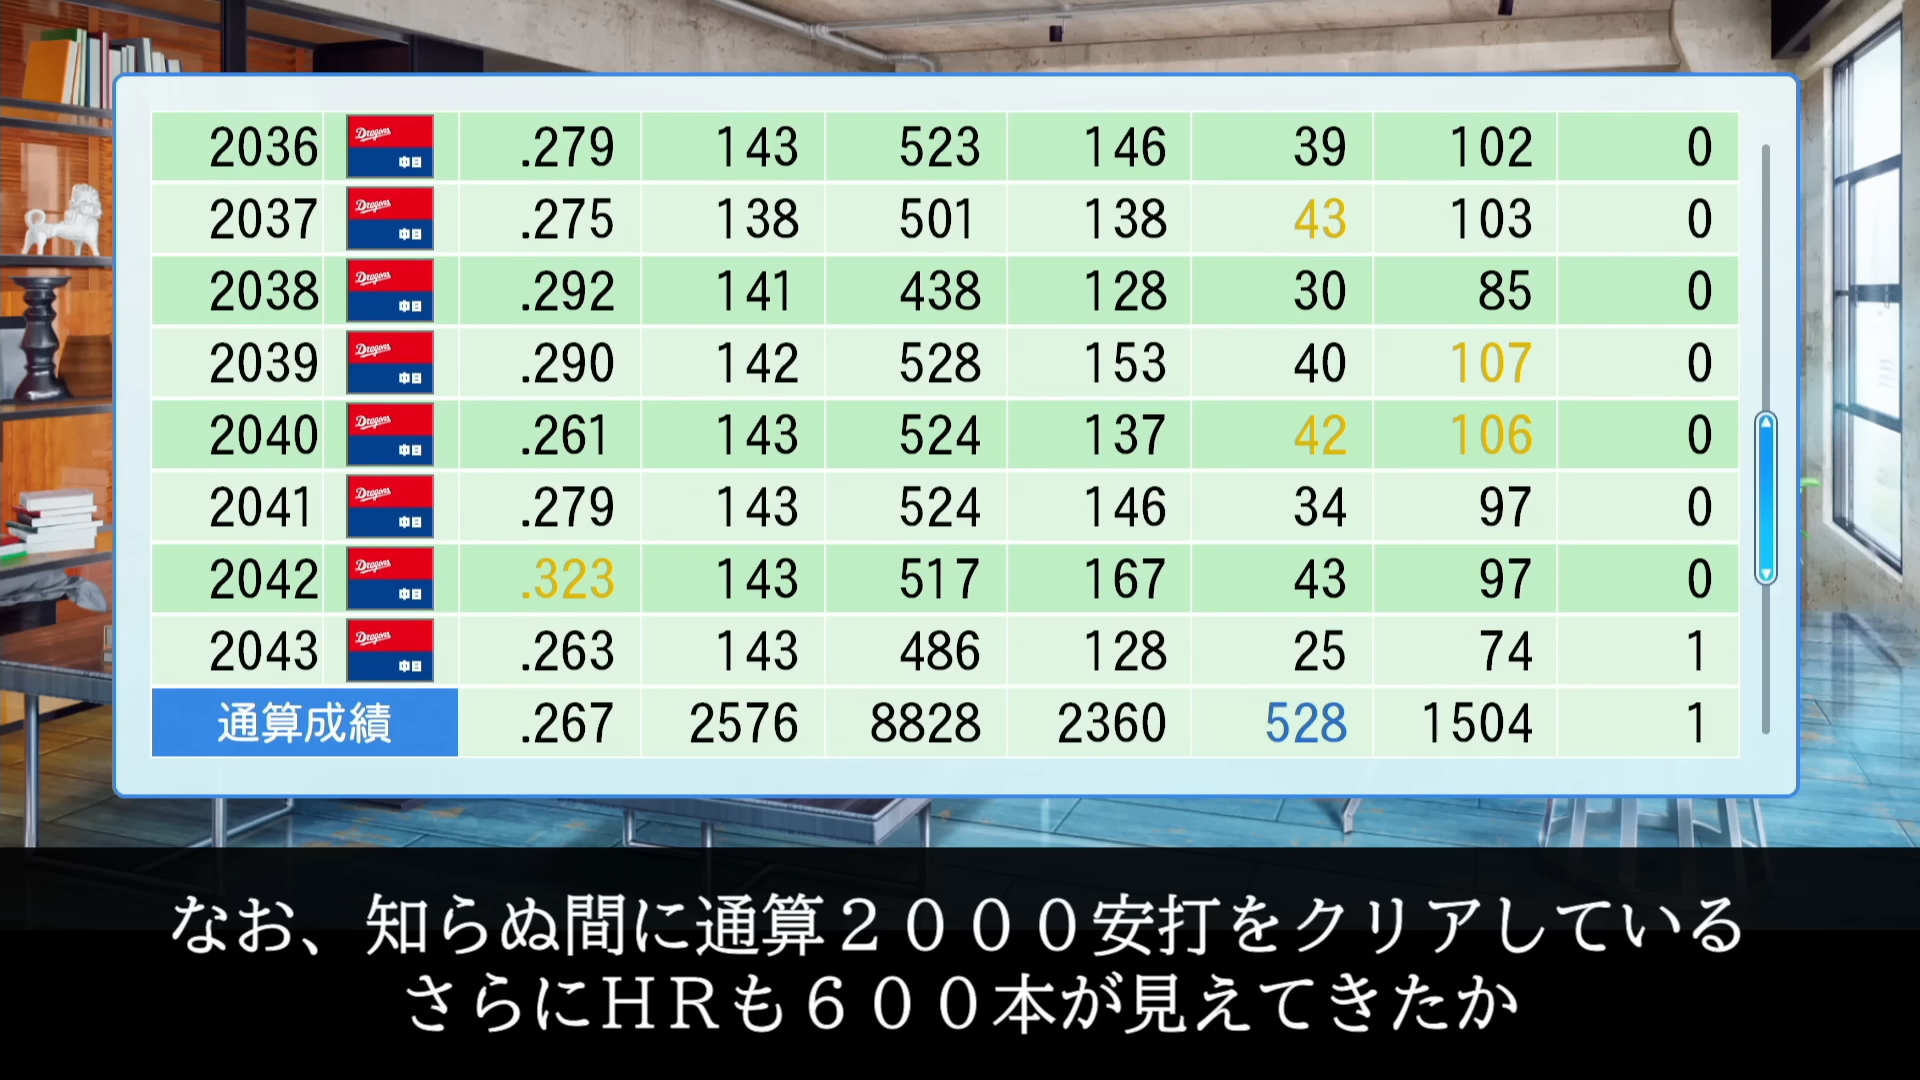 2036 Dragons 中日 .279 143 523 146 39 102 0
2037 Dragons 中日 .275 138 501 138 43 103 0
2038 Dragons 中日 .292 141 438 128 30 85 0
2039 Dragons 中日 .290 142 528 153 40 107 0
2040 Dragons 中日 .261 143 524 137 42 106 0
2041 Dragons 中日 .279 143 524 146 34 97 0
2042 Dragons 中日 .323 143 517 167 43 97 0
2043 Dragons 中日 .263 143 486 128 25 74 1
通算成績 .267 2576 8828 2360 528 1504 1
なお、知らぬ間に通算２０００安打をクリアしている
さらにＨＲも６００本が見えてきたか